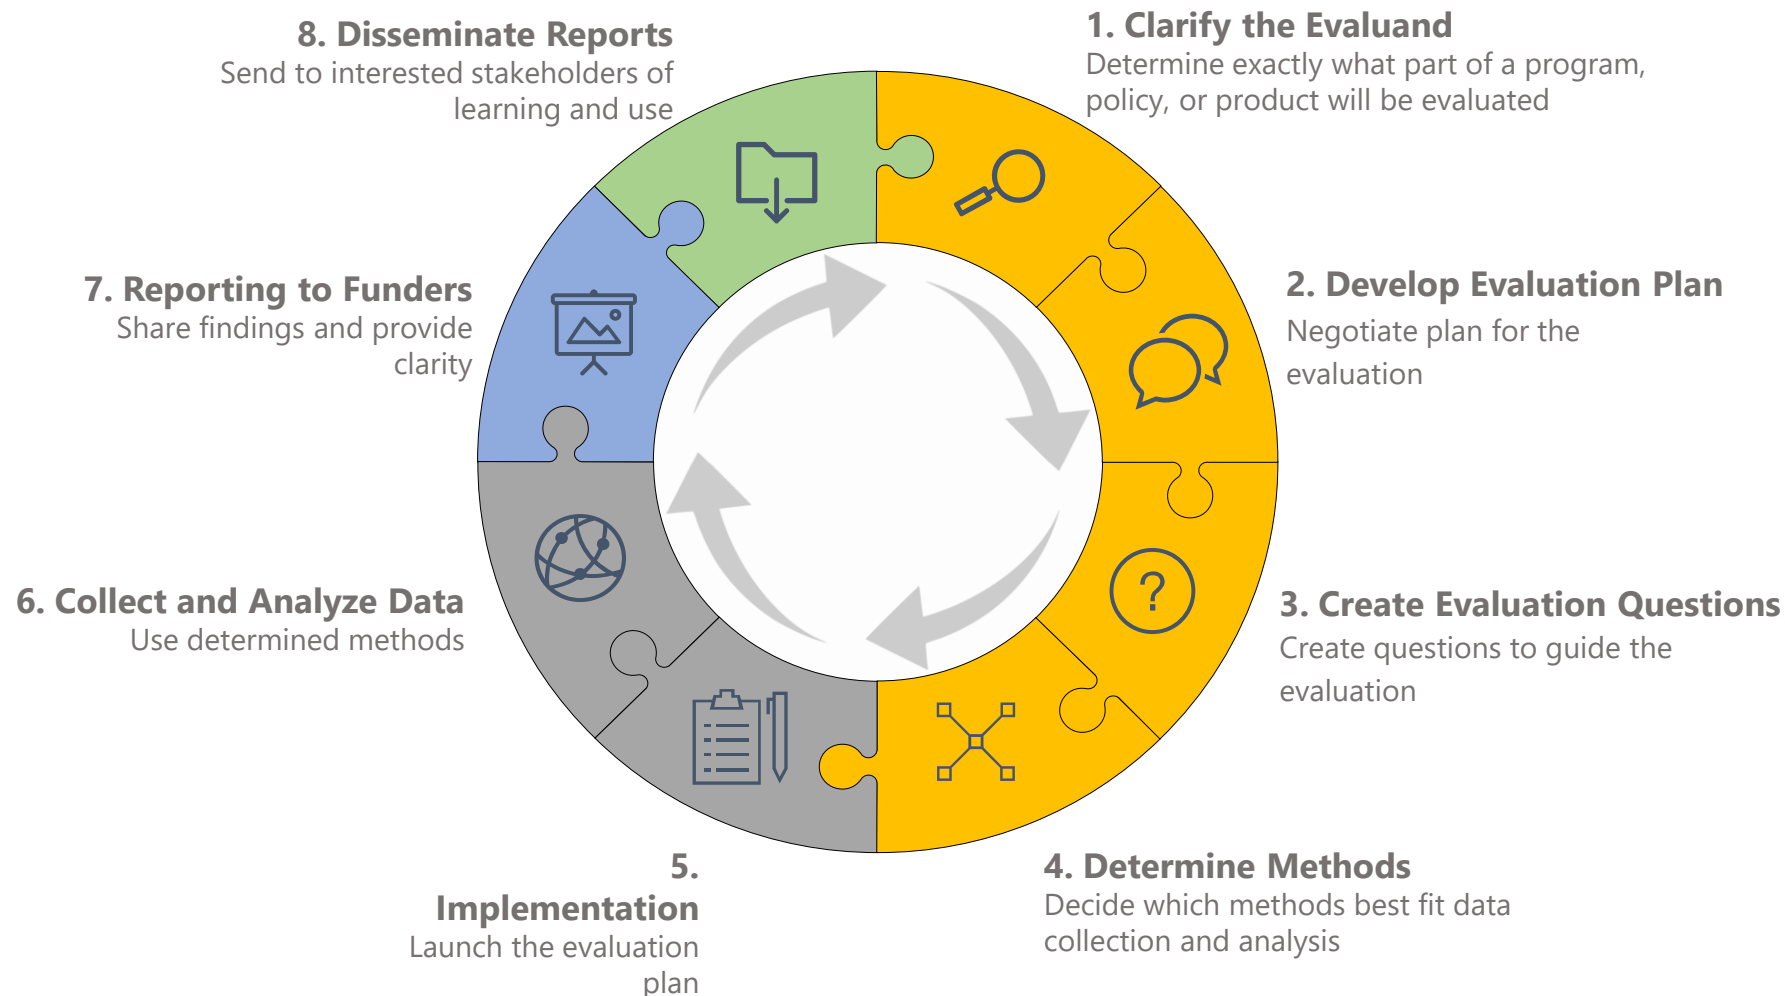 1. Clarify the Evaluand
Determine exactly what part of a program,
policy, or product will be evaluated
2. Develop Evaluation Plan
Negotiate plan for the
evaluation
?
3. Create Evaluation Questions
Create questions to guide the
evaluation
4. Determine Methods
Decide which methods best fit data
collection and analysis
5.
Implementation
Launch the evaluation
plan
6. Collect and Analyze Data
Use determined methods
7. Reporting to Funders
Share findings and provide
clarity
8. Disseminate Reports
Send to interested stakeholders of
learning and use